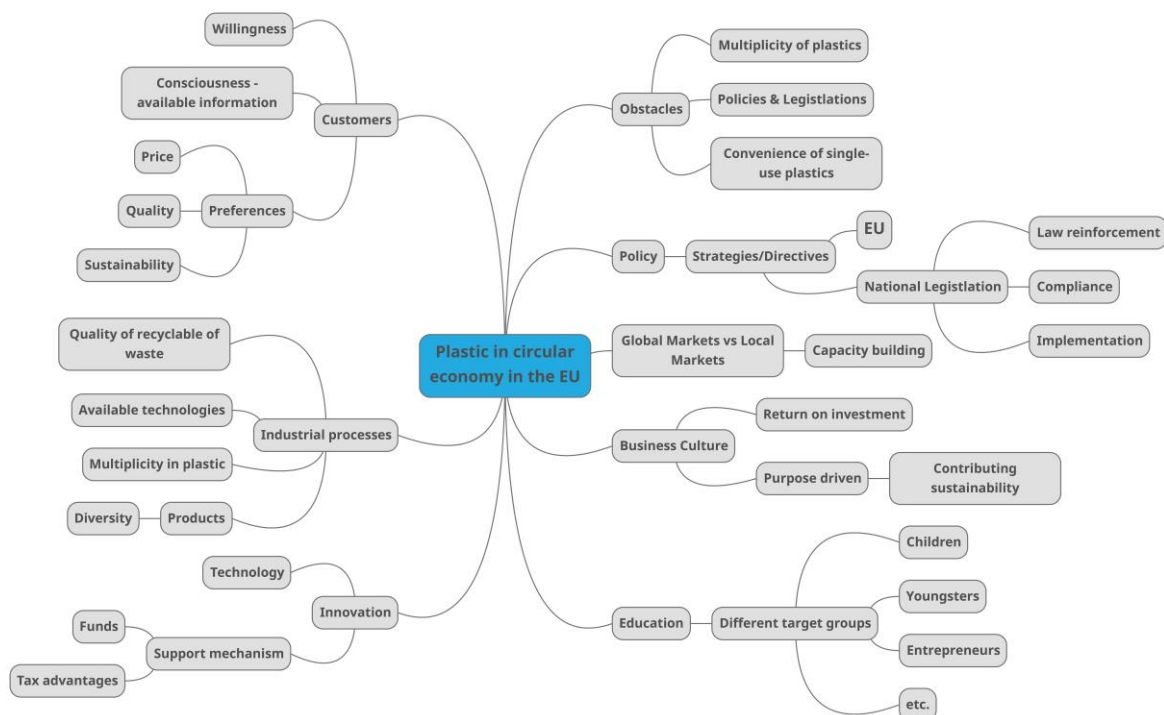 Plastic in circular
economy in the EU
Customers
Willingness
Consciousness -
available information
Preferences
Price
Quality
Sustainability
Industrial processes
Quality of recyclable of
waste
Available technologies
Multiplicity in plastic
Products
Diversity
Innovation
Technology
Support mechanism
Funds
Tax advantages
Obstacles
Multiplicity of plastics
Policies & Legistlations
Convenience of single-
use plastics
Policy
Strategies/Directives
EU
National Legistlation
Law reinforcement
Compliance
Implementation
Global Markets vs Local
Markets
Capacity building
Business Culture
Return on investment
Purpose driven
Contributing
sustainability
Education
Different target groups
Children
Youngsters
Entrepreneurs
etc.